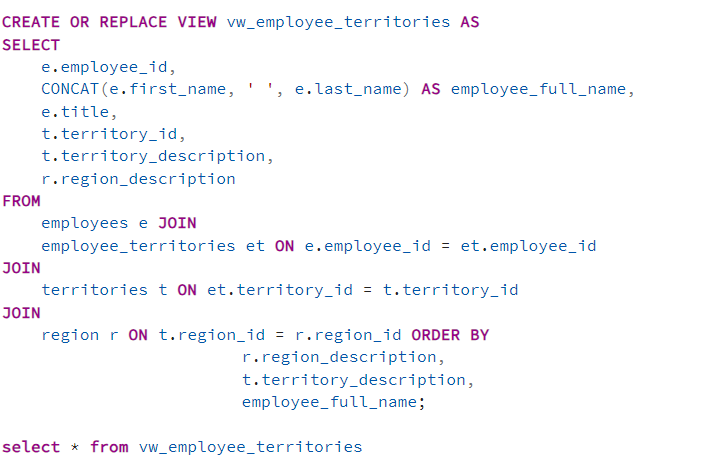 CREATE OR REPLACE VIEW vw_employee_territories AS
SELECT
    e.employee_id,
    CONCAT(e.first_name, ' ', e.last_name) AS employee_full_name,
    e.title,
    t.territory_id,
    t.territory_description,
    r.region_description
FROM
    employees e JOIN
    employee_territories et ON e.employee_id = et.employee_id
JOIN
    territories t ON et.territory_id = t.territory_id
JOIN
    region r ON t.region_id = r.region_id ORDER BY
                         r.region_description,
                         t.territory_description,
                         employee_full_name;

select * from vw_employee_territories